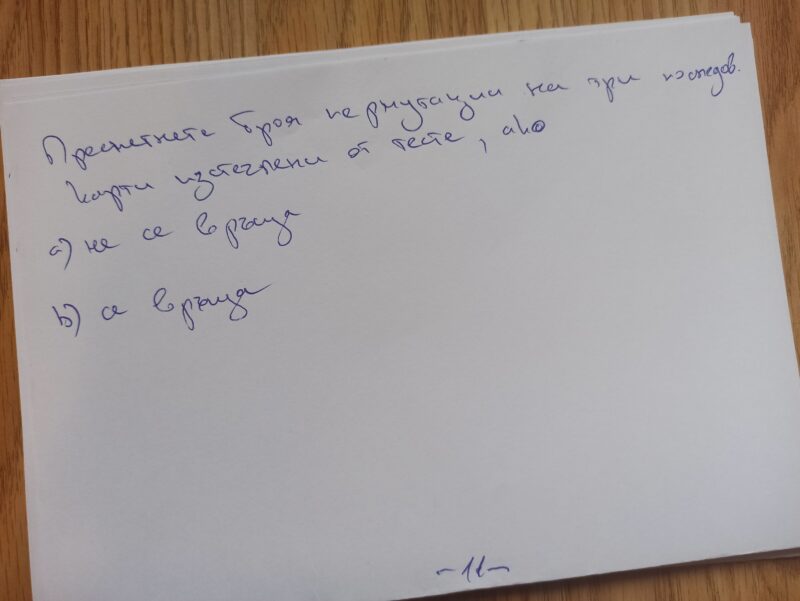 Пресметнете броя пермутации на три последов.
карти изтеглени от тесте, ако
а) не се връща
b) се връща
-11-